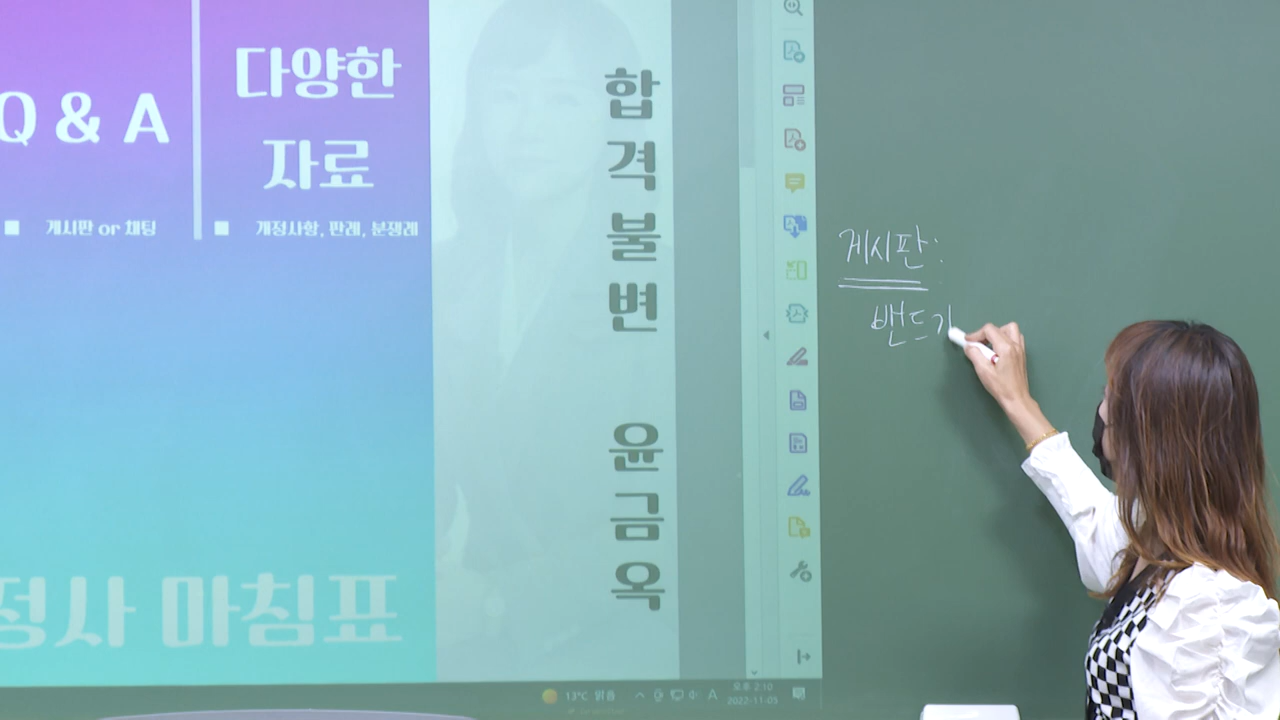 Q & A
다양한
자료
게시판 or 채팅
개정사항, 판례, 분쟁례
정사 마침표
합격불변 윤금옥
게시판:
밴드가
13°C 맑음
A
오후 2:10
2022-11-05